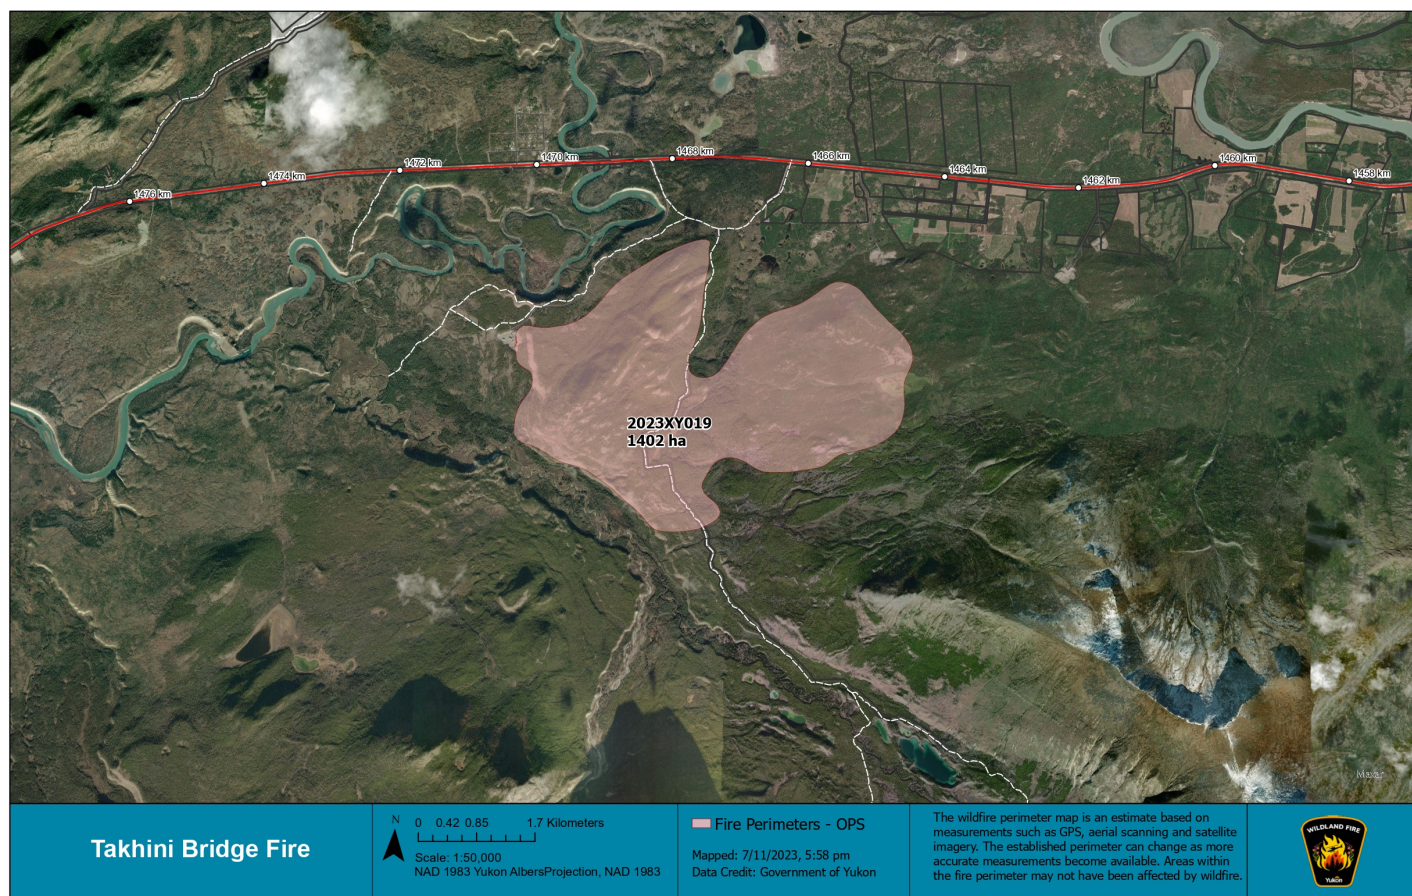 1476 km
1474 km
1472 km
1470 km
1468 km
1466 km
1464 km
1462 km
1460 km
1458 km
2023XY019
1402 ha
Maxar
Takhini Bridge Fire
N
0 0.42 0.85 1.7 Kilometers
Scale: 1:50,000
NAD 1983 Yukon AlbersProjection, NAD 1983
Fire Perimeters - OPS
Mapped: 7/11/2023, 5:58 pm
Data Credit: Government of Yukon
The wildfire perimeter map is an estimate based on
measurements such as GPS, aerial scanning and satellite
imagery. The established perimeter can change as more
accurate measurements become available. Areas within
the fire perimeter may not have been affected by wildfire.
WILDLAND FIRE
Yukon